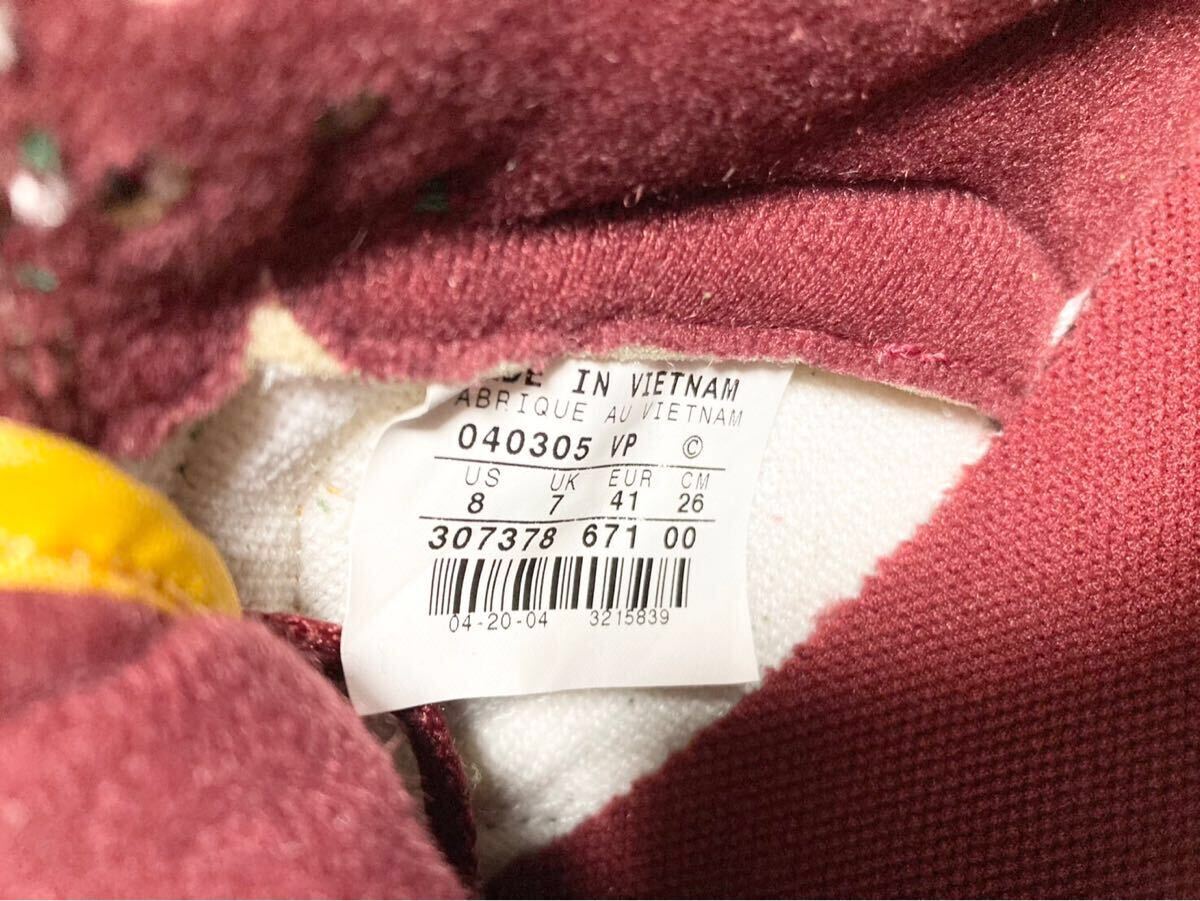 IN VIETNAM
AU VIETNAM
040305 VP ©
US UK EUR CM
8 7 41 26
307378 671 00
04-20-04 3215839